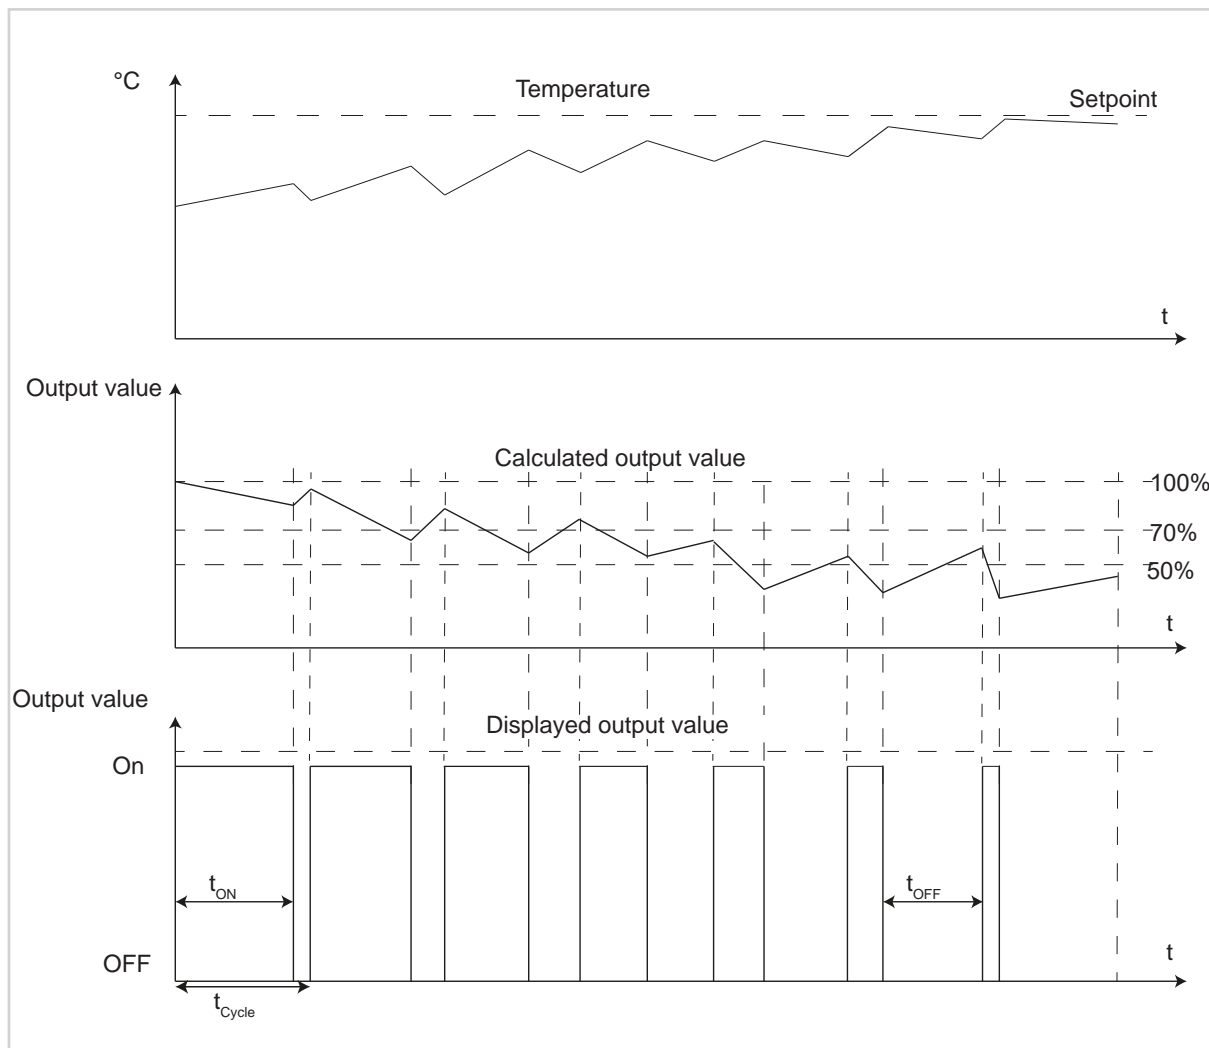 °C
Temperature
Setpoint
t
Output value
Calculated output value
100%
70%
50%
t
Output value
Displayed output value
On
tON
tOFF
OFF
t
tCycle